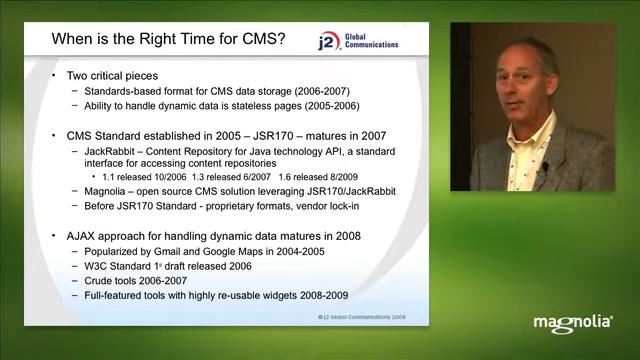 When is the Right Time for CMS?
j2 Global Communications
• Two critical pieces
– Standards-based format for CMS data storage (2006-2007)
– Ability to handle dynamic data is stateless pages (2005-2006)
• CMS Standard established in 2005 – JSR170 – matures in 2007
– JackRabbit – Content Repository for Java technology API, a standard
interface for accessing content repositories
• 1.1 released 10/2006 1.3 released 6/2007 1.6 released 8/2009
– Magnolia – open source CMS solution leveraging JSR170/JackRabbit
– Before JSR170 Standard - proprietary formats, vendor lock-in
• AJAX approach for handling dynamic data matures in 2008
– Popularized by Gmail and Google Maps in 2004-2005
– W3C Standard 1st draft released 2006
– Crude tools 2006-2007
– Full-featured tools with highly re-usable widgets 2008-2009
© j2 Global Communications 2009
magnolia®